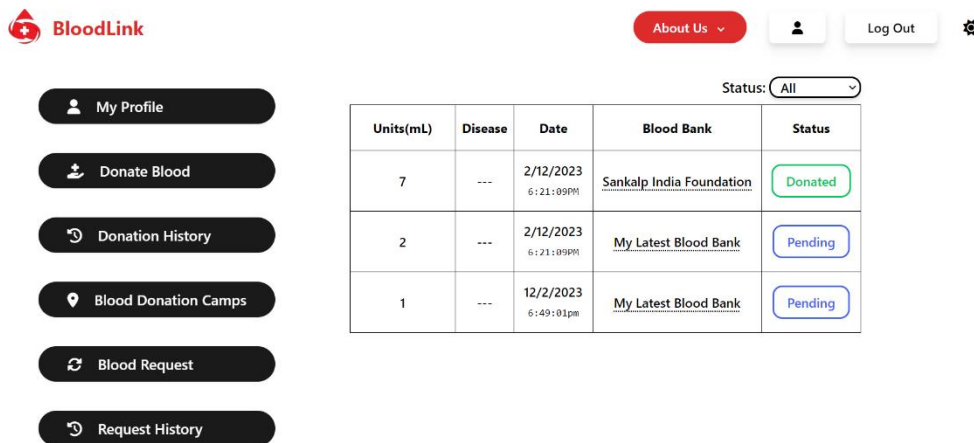 BloodLink
About Us
Log Out
My Profile
Donate Blood
Donation History
Blood Donation Camps
Blood Request
Request History
Status: All
Units(mL) Disease Date Blood Bank Status
7 --- 2/12/2023 6:21:09PM Sankalp India Foundation Donated
2 --- 2/12/2023 6:21:09PM My Latest Blood Bank Pending
1 --- 12/2/2023 6:49:01pm My Latest Blood Bank Pending